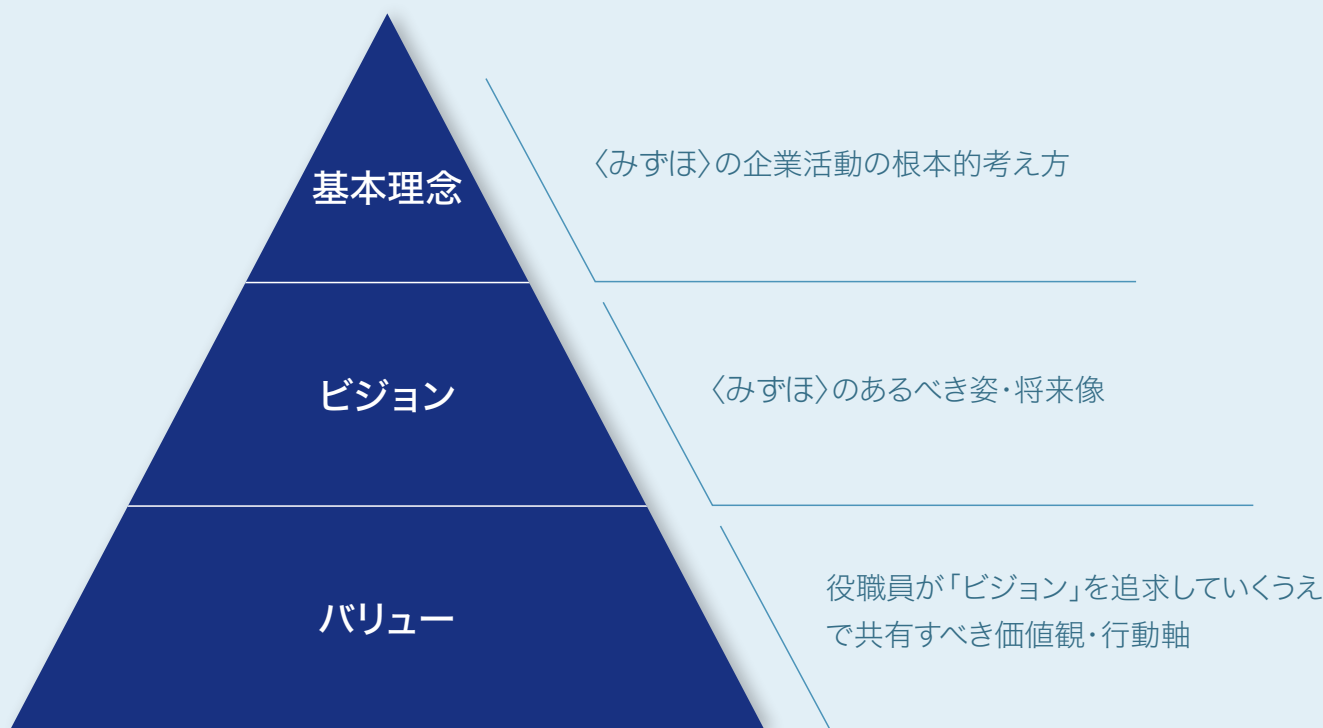 基本理念
〈みずほ〉の企業活動の根本的考え方
ビジョン
〈みずほ〉のあるべき姿・将来像
バリュー
役職員が「ビジョン」を追求していくうえ
で共有すべき価値観・行動軸